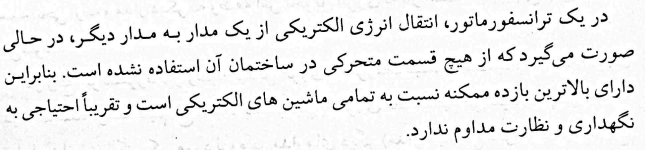 در یک ترانسفورماتور، انتقال انرژی الکتریکی از یک مدار به مدار دیگر، در حالی
صورت می‌گیرد که از هیچ قسمت متحرکی در ساختمان آن استفاده نشده است. بنابراین
دارای بالاترین بازده ممکنه نسبت به تمامی ماشین های الکتریکی است و تقریباً احتیاجی به
نگهداری و نظارت مداوم ندارد.